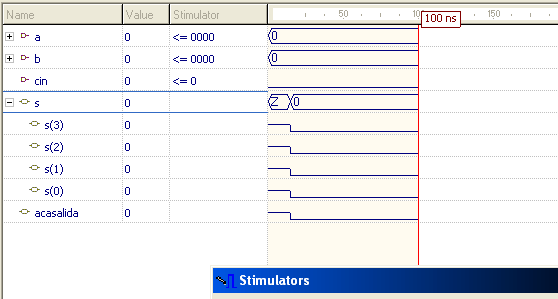 Name Value Stimulator 50 10 150
100 ns
a 0 <= 0000 0
b 0 <= 0000 0
cin 0 <= 0
s 0 Z 0
s(3) 0
s(2) 0
s(1) 0
s(0) 0
acasalida 0
Stimulators